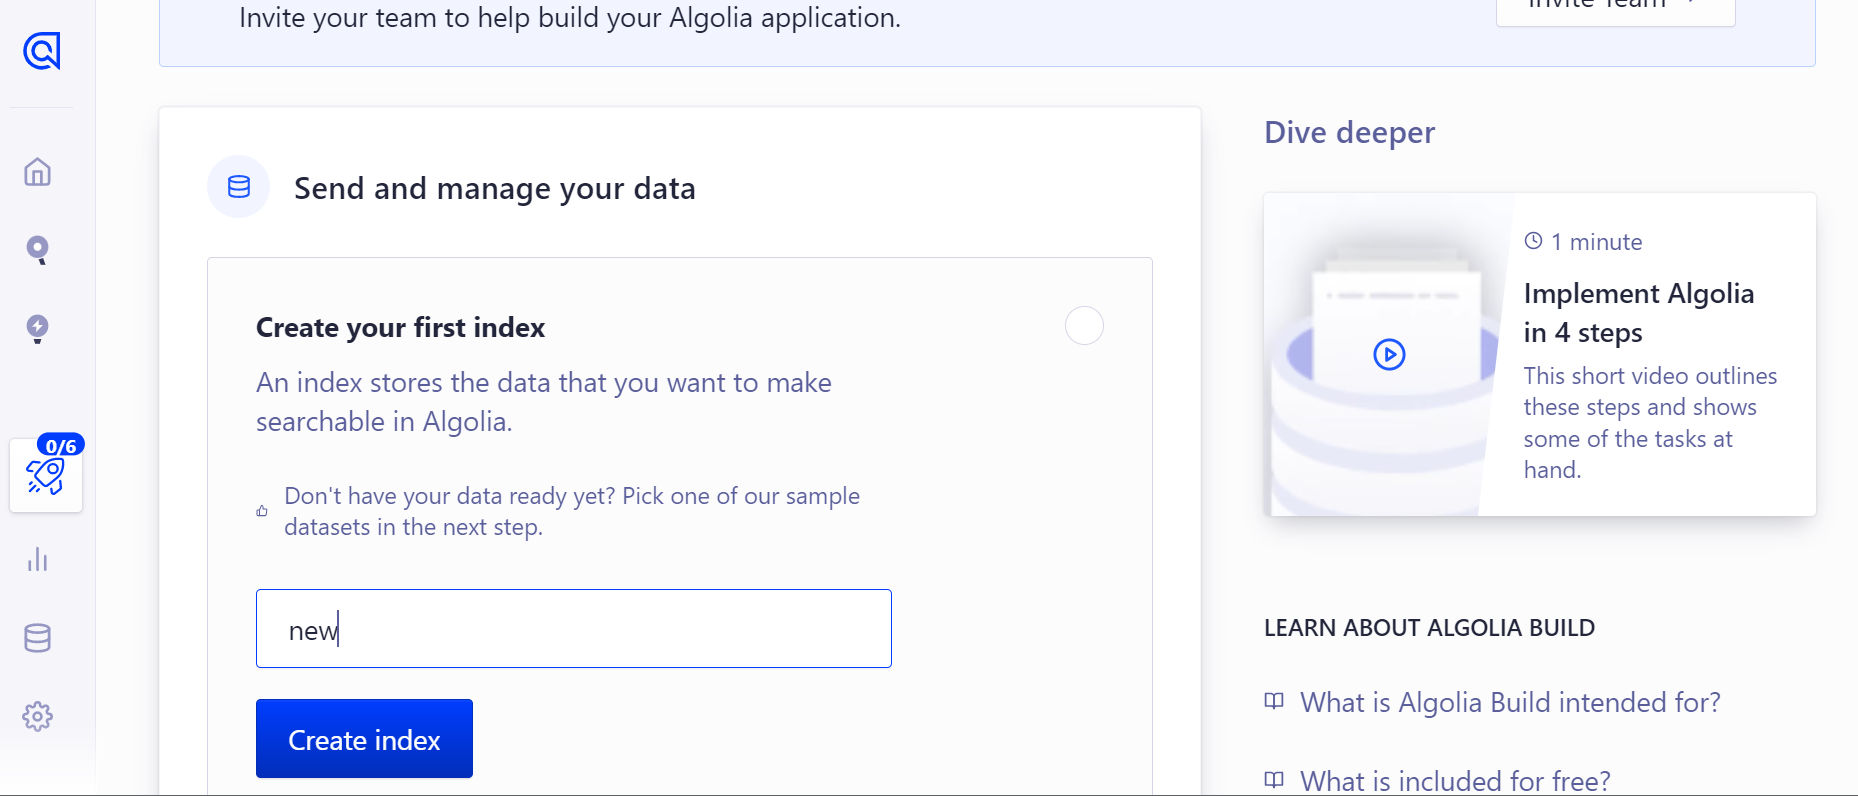 Invite your team to help build your Algolia application.
Invite Team
Send and manage your data
Create your first index
An index stores the data that you want to make
searchable in Algolia.
Don't have your data ready yet? Pick one of our sample
datasets in the next step.
new
Create index
0/6
Dive deeper
1 minute
Implement Algolia
in 4 steps
This short video outlines
these steps and shows
some of the tasks at
hand.
LEARN ABOUT ALGOLIA BUILD
What is Algolia Build intended for?
What is included for free?